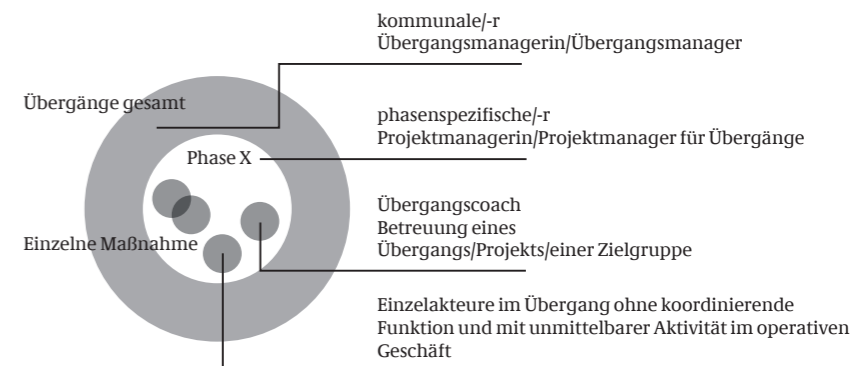 kommunale/-r
Übergangsmanagerin/Übergangsmanager
Übergänge gesamt
phasenspezifische/-r
Projektmanagerin/Projektmanager für Übergänge
Phase X
Übergangscoach
Betreuung eines
Übergangs/Projekts/einer Zielgruppe
Einzelne Maßnahme
Einzelakteure im Übergang ohne koordinierende
Funktion und mit unmittelbarer Aktivität im operativen
Geschäft